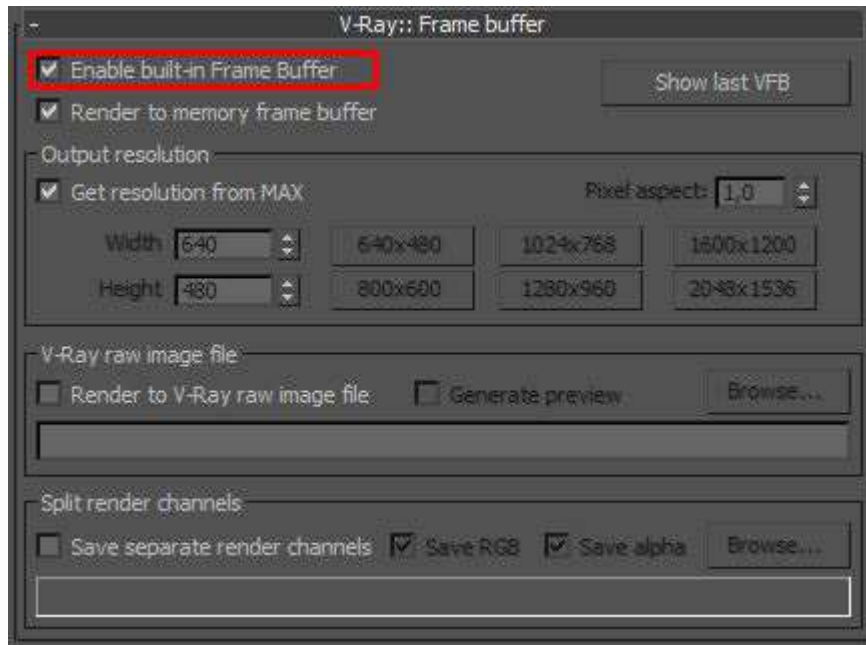 - V-Ray:: Frame buffer
Enable built-in Frame Buffer
Show last VFB
Render to memory frame buffer
Output resolution
Get resolution from MAX Pixel aspect: 1,0
Width 640 640x480 1024x768 1600x1200
Height 480 800x600 1280x960 2048x1536
V-Ray raw image file
Render to V-Ray raw image file Generate preview Browse...
Split render channels
Save separate render channels Save RGB Save alpha Browse...